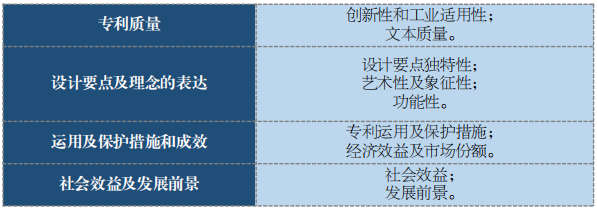 专利质量
创新性和工业适用性；
文本质量。
设计要点及理念的表达
设计要点独特性；
艺术性及象征性；
功能性。
运用及保护措施和成效
专利运用及保护措施；
经济效益及市场份额。
社会效益及发展前景
社会效益；
发展前景。